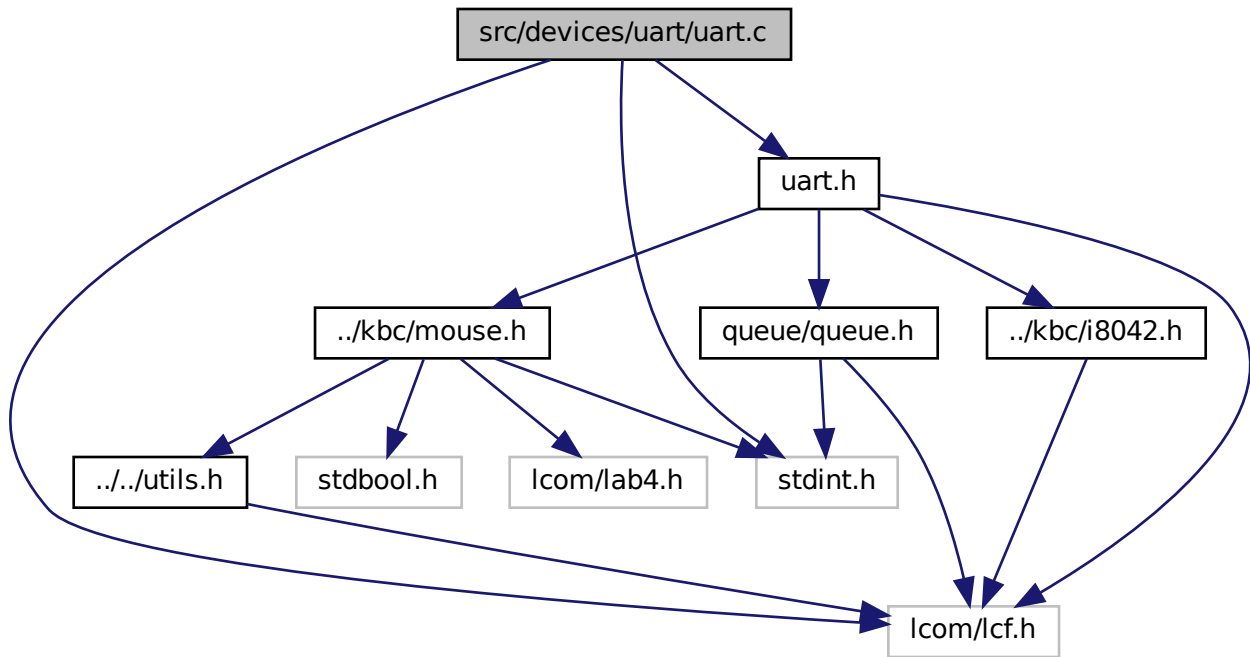 src/devices/uart/uart.c
uart.h
../kbc/mouse.h
queue/queue.h
../kbc/i8042.h
../../utils.h
stdbool.h
lcom/lab4.h
stdint.h
lcom/lcf.h